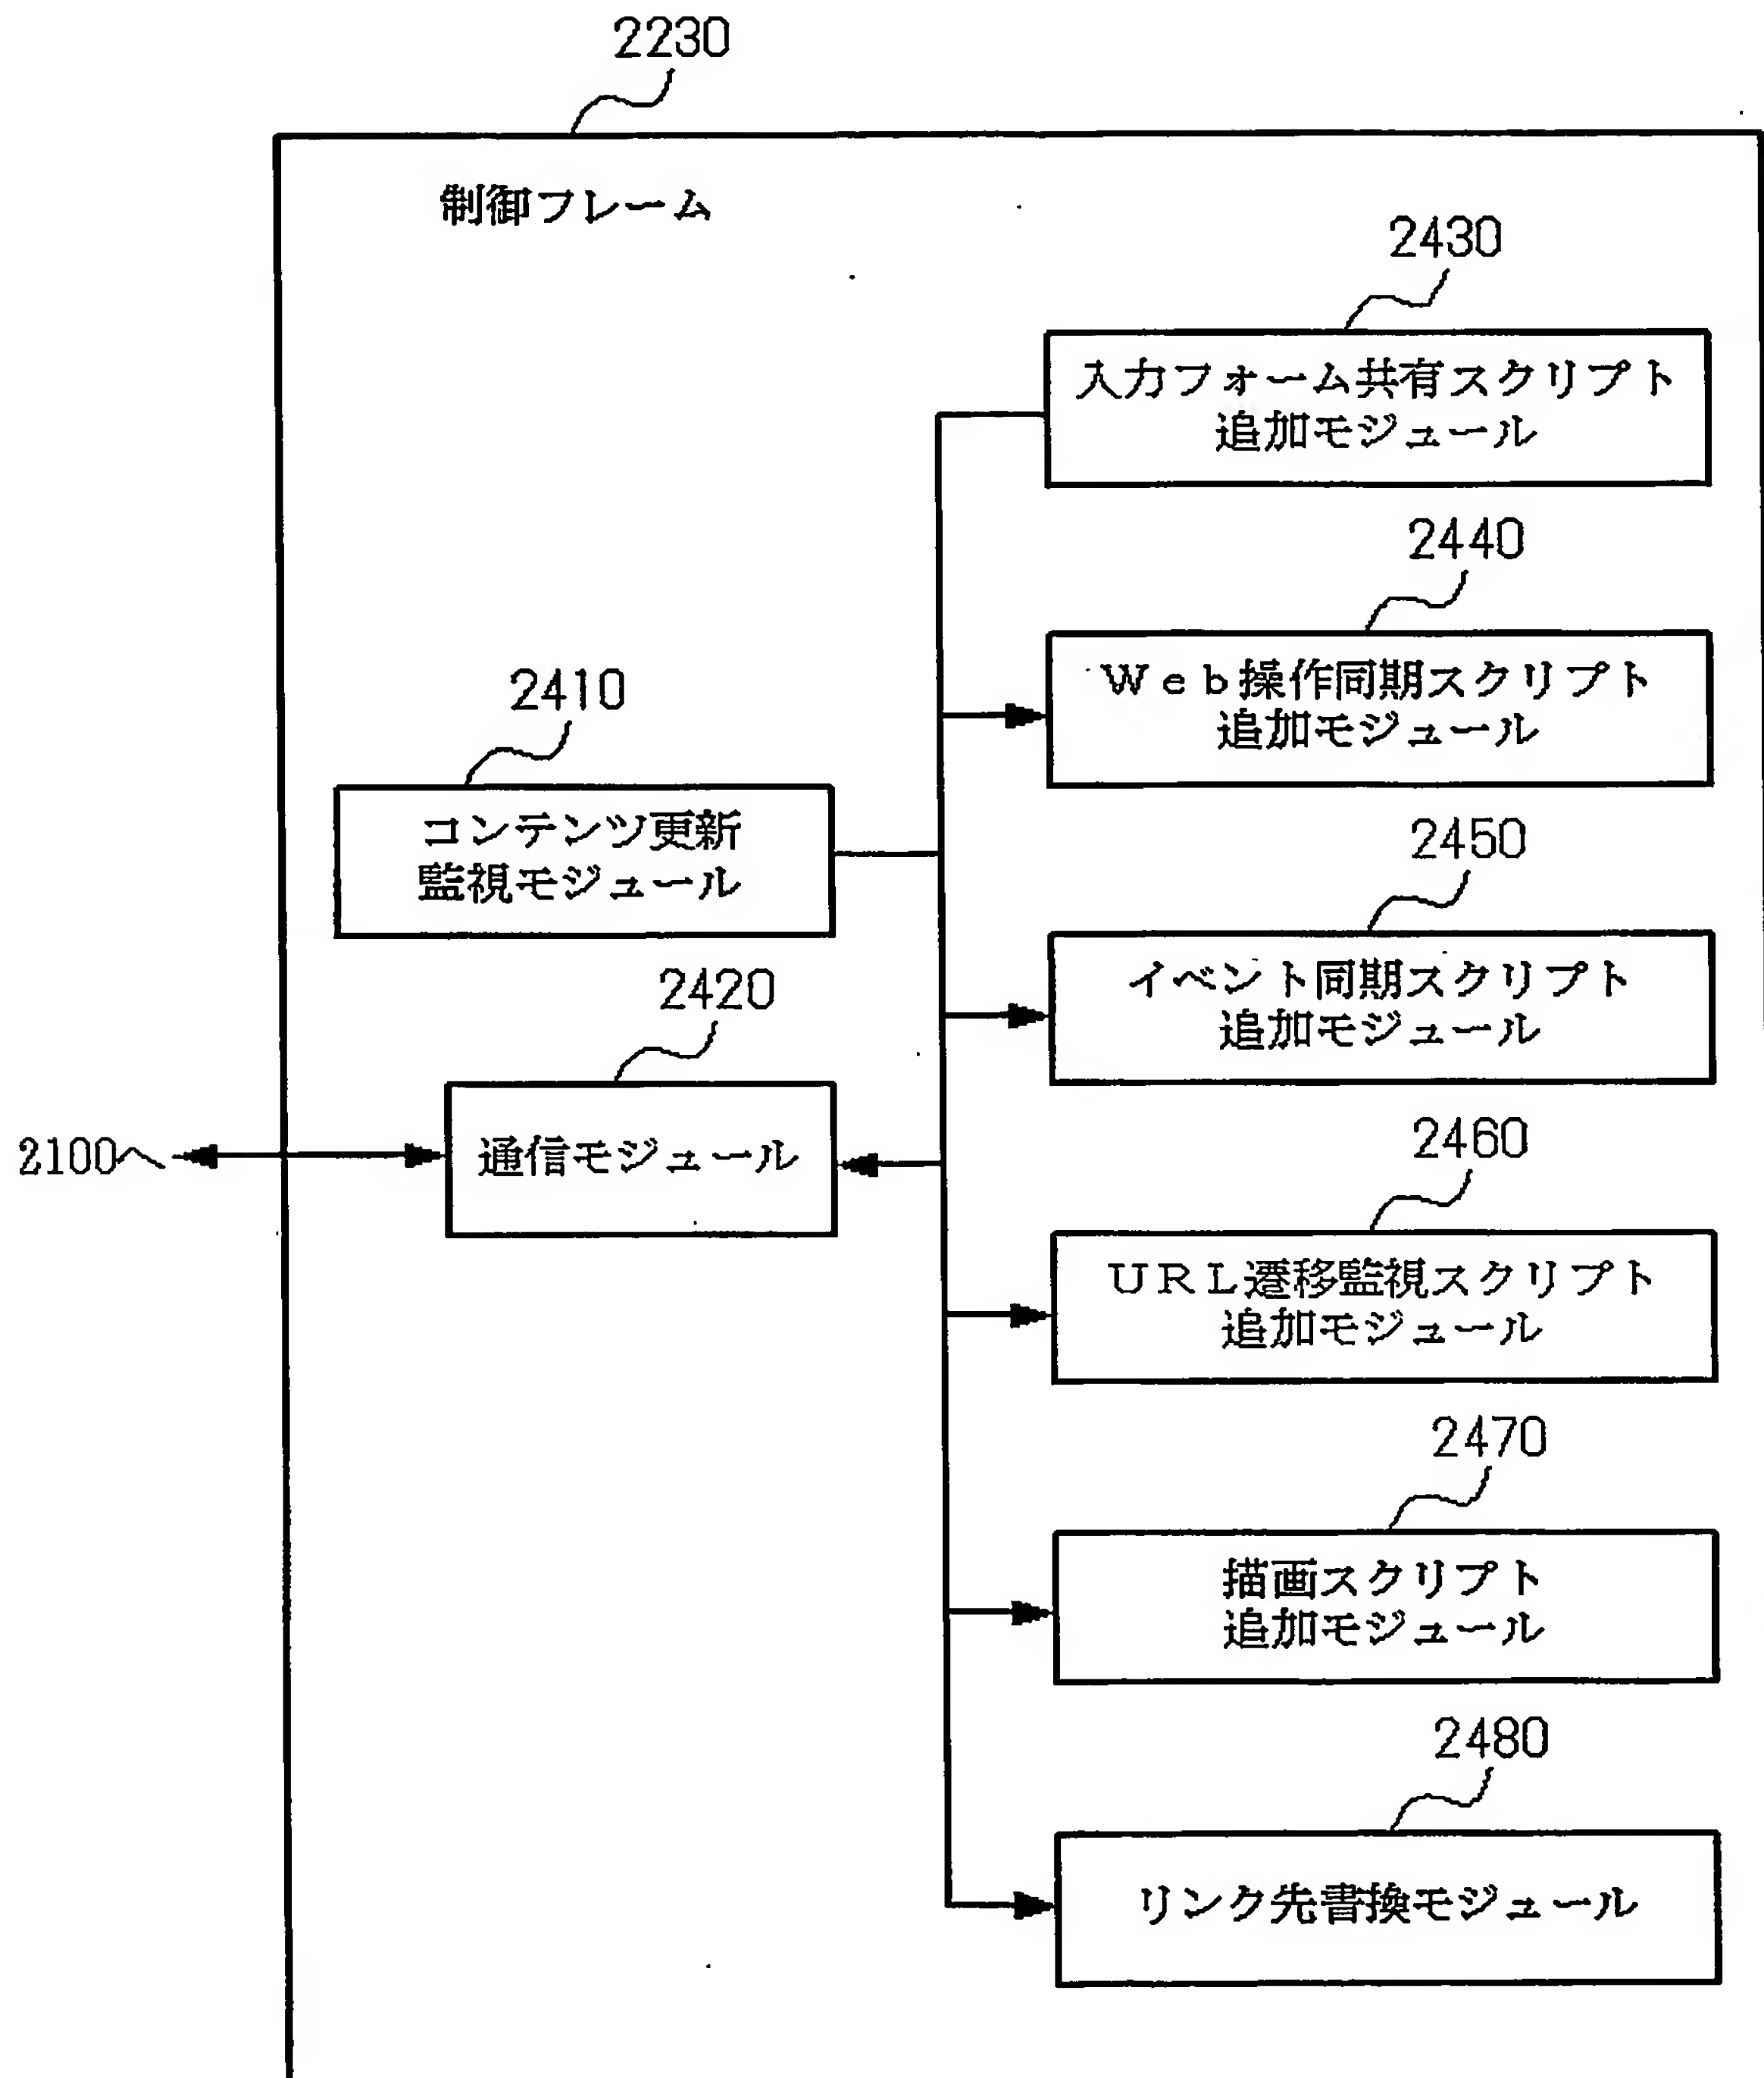 2230
制御フレーム
2430
入力フォーム共有スクリプト
追加モジュール
2440
Ｗｅｂ操作同期スクリプト
追加モジュール
2410
コンテンツ更新
監視モジュール
2450
イベント同期スクリプト
追加モジュール
2420
通信モジュール
2100
2460
ＵＲＬ遷移監視スクリプト
追加モジュール
2470
描画スクリプト
追加モジュール
2480
リンク先書換モジュール